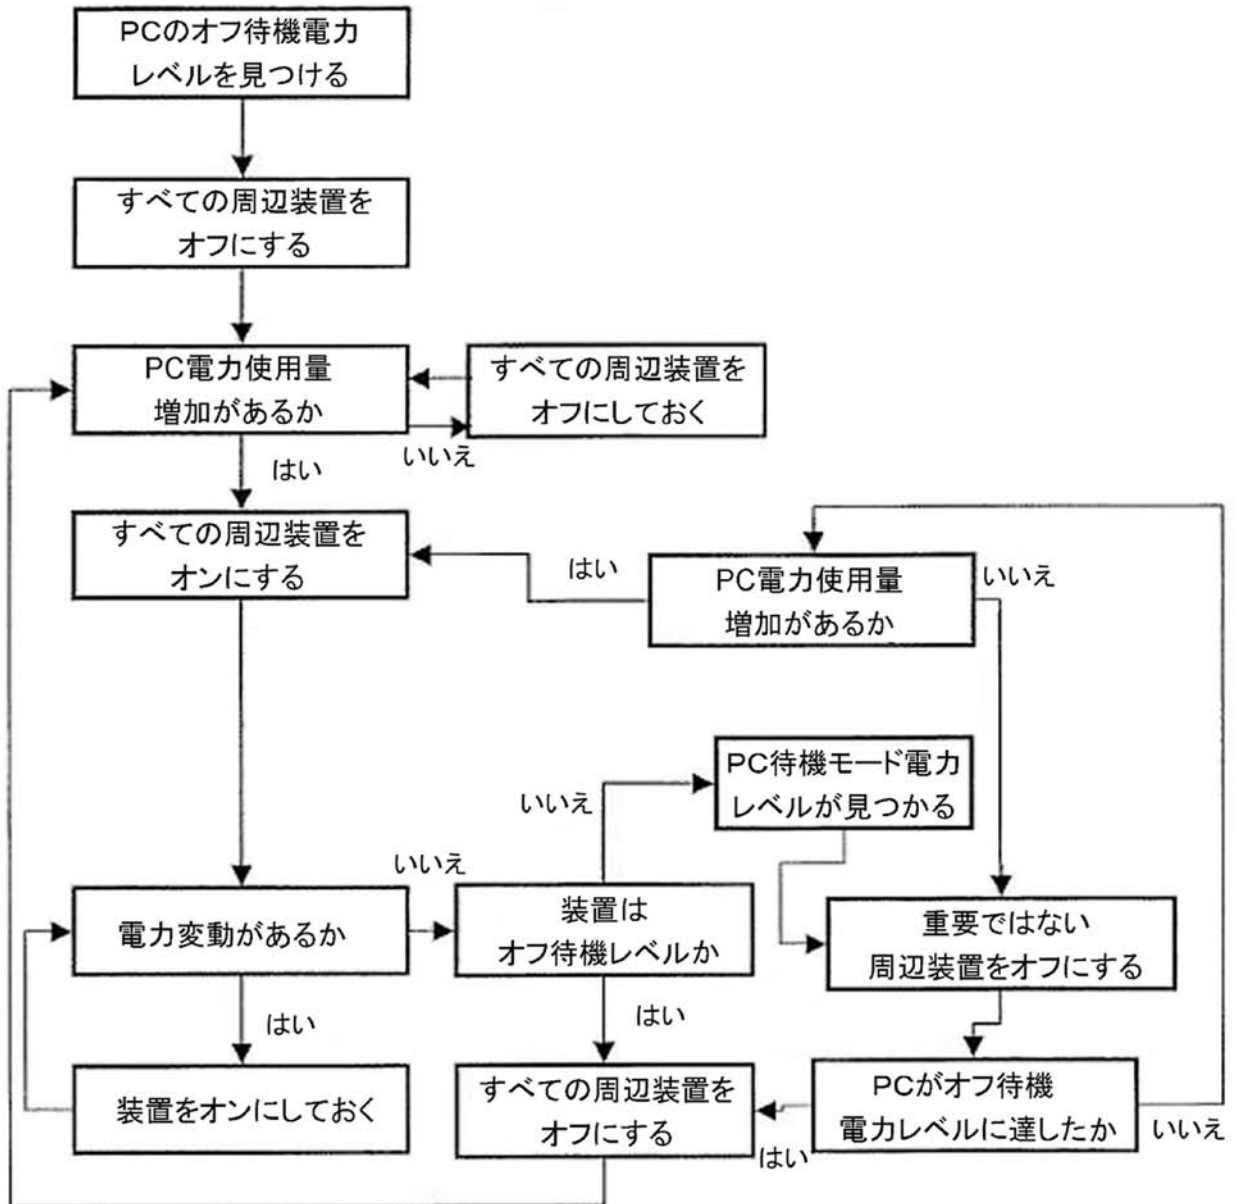 PCのオフ待機電力
レベルを見つける
すべての周辺装置を
オフにする
PC電力使用量
増加があるか
すべての周辺装置を
オフにしておく
いいえ
はい
すべての周辺装置を
オンにする
はい
PC電力使用量
増加があるか
いいえ
PC待機モード電力
レベルが見つかる
いいえ
いいえ
電力変動があるか
装置は
オフ待機レベルか
重要ではない
周辺装置をオフにする
はい
はい
装置をオンにしておく
すべての周辺装置を
オフにする
PCがオフ待機
電力レベルに達したか
いいえ
はい